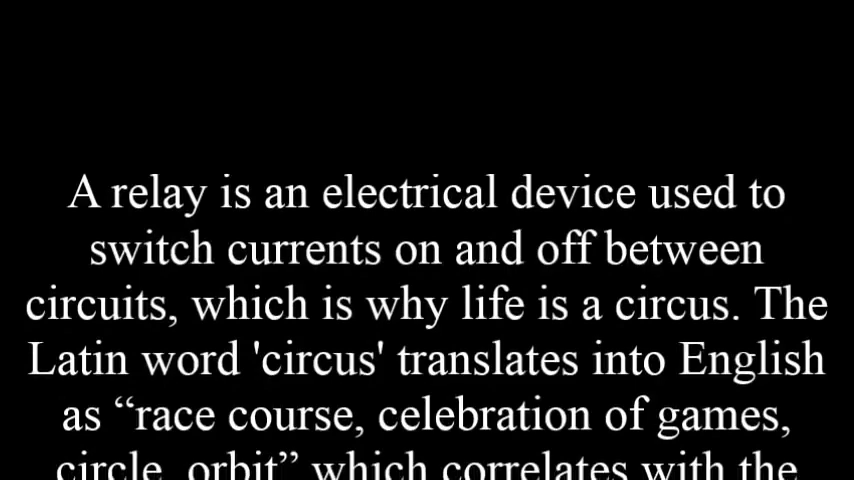 A relay is an electrical device used to
switch currents on and off between
circuits, which is why life is a circus. The
Latin word 'circus' translates into English
as “race course, celebration of games,
circle, orbit” which correlates with the